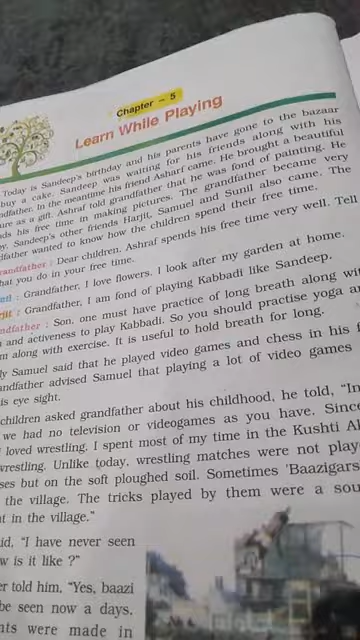 Chapter – 5
Learn While Playing
Today is Sandeep's birthday and his parents have gone to the bazaar
buy a cake. Sandeep was waiting for his friends along with his
ndfather. In the meantime his friend Asharf came. He brought a beautiful
ure as a gift. Ashraf told grandfather that he was fond of painting. He
ds his free time in making pictures. The grandfather became very
y. Sandeep's other friends Harjit, Samuel and Sunil also came. The
dfather wanted to know how the children spend their free time.
randfather : Dear children, Ashraf spends his free time very well. Tell
hat you do in your free time.
: Grandfather, I love flowers. I look after my garden at home.
rjit : Grandfather, I am fond of playing Kabbadi like Sandeep.
ndfather : Son, one must have practice of long breath along wi
and activeness to play Kabbadi. So you should practise yoga a
m along with exercise. It is useful to hold breath for long.
ly Samuel said that he played video games and chess in his f
andfather advised Samuel that playing a lot of video games
is eye sight.
children asked grandfather about his childhood, he told, "In
we had no television or videogames as you have. Since
loved wrestling. I spent most of my time in the Kushti A
wrestling. Unlike today, wrestling matches were not play
ses but on the soft ploughed soil. Sometimes 'Baazigars
the village. The tricks played by them were a sou
t in the village."
id, "I have never seen
w is it like ?"
er told him, "Yes, baazi
be seen now a days.
nts were made in